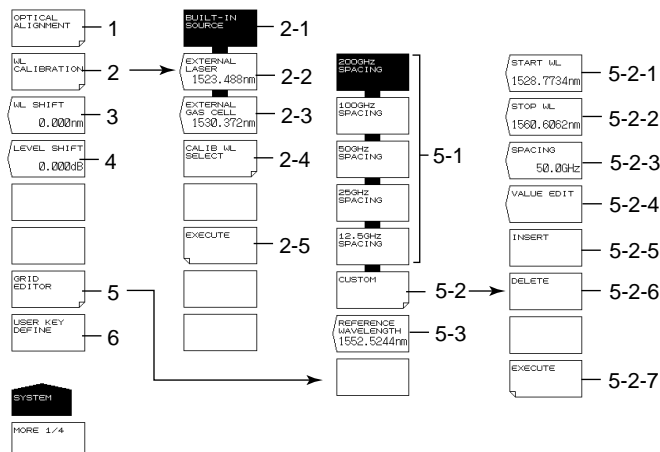 OPTICAL
ALIGNMENT
1
WL
CALIBRATION
2
WL SHIFT
0.000nm
3
LEVEL SHIFT
0.000dB
4
GRID
EDITOR
5
USER KEY
DEFINE
6
SYSTEM
MORE 1/4
BUILT-IN
SOURCE
2-1
EXTERNAL
LASER
1523.488nm
2-2
EXTERNAL
GAS CELL
1530.372nm
2-3
CALIB WL
SELECT
2-4
EXECUTE
2-5
200GHz
SPACING
100GHz
SPACING
50GHz
SPACING
25GHz
SPACING
12.5GHz
SPACING
5-1
CUSTOM
5-2
REFERENCE
WAVELENGTH
1552.5244nm
5-3
START WL
1528.7734nm
5-2-1
STOP WL
1560.6062nm
5-2-2
SPACING
50.0GHz
5-2-3
VALUE EDIT
5-2-4
INSERT
5-2-5
DELETE
5-2-6
EXECUTE
5-2-7